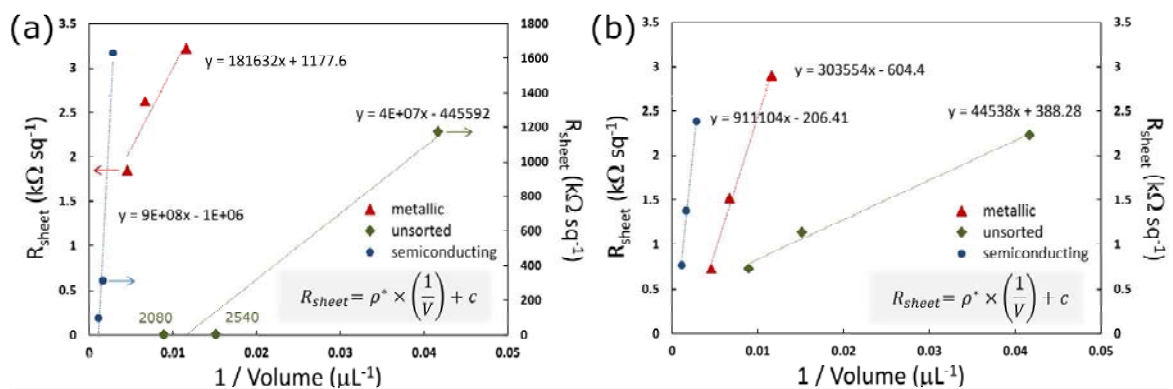 (a)
3.5
3
2.5
2
1.5
1
0.5
0
R_sheet (kΩ sq⁻¹)
y = 181632x + 1177.6
y = 4E+07x - 445592
y = 9E+08x - 1E+06
metallic
unsorted
semiconducting
2080
2540
R_sheet = ρ* × (1/V) + c
1800
1600
1400
1200
1000
800
600
400
200
0
R_sheet (kΩ sq⁻¹)
0 0.01 0.02 0.03 0.04 0.05
1 / Volume (µL⁻¹)
(b)
3.5
3
2.5
2
1.5
1
0.5
0
R_sheet (kΩ sq⁻¹)
y = 303554x - 604.4
y = 911104x - 206.41
44538x + 388.28
metallic
unsorted
semiconducting
R_sheet = ρ* × (1/V) + c
3.5
3
2.5
2
1.5
1
0.5
0
R_sheet (kΩ sq⁻¹)
0 0.01 0.02 0.03 0.04 0.05
1 / Volume (µL⁻¹)